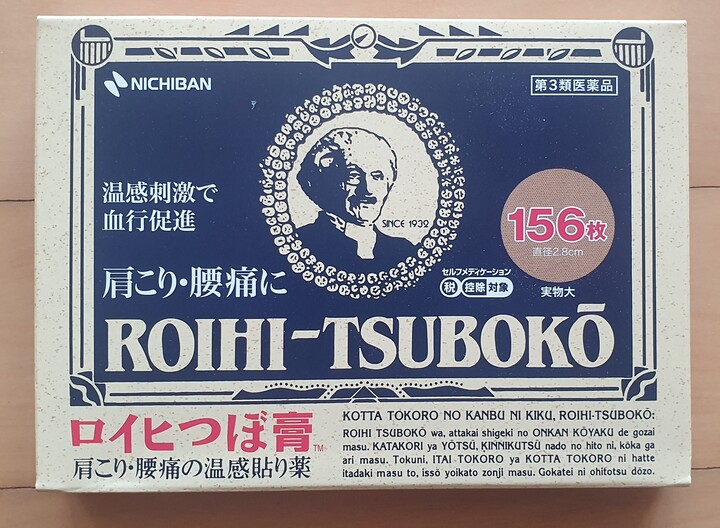 NICHIBAN
第3類医薬品
温感刺激で
血行促進
SINCE 1932
156枚
直径2.8cm
実物大
肩こり・腰痛に
セルフメディケーション
税 控除 対象
ROIHI-TSUBOKŌ
ロイヒつぼ膏™
肩こり・腰痛の温感貼り薬
KOTTA TOKORO NO KANBU NI KIKU, ROIHI-TSUBOKŌ:
ROIHI TSUBOKŌ wa, attakai shigeki no ONKAN KŌYAKU de gozai
masu. KATAKORI ya YŌTSŪ, KINNIKUTSŪ nado no hito ni, kōka ga
ari masu. Tokuni, ITAI TOKORO ya KOTTA TOKORO ni hatte
itadaki masu to, issō yoikato zonji masu. Gokatei ni ohitotsu dōzo.